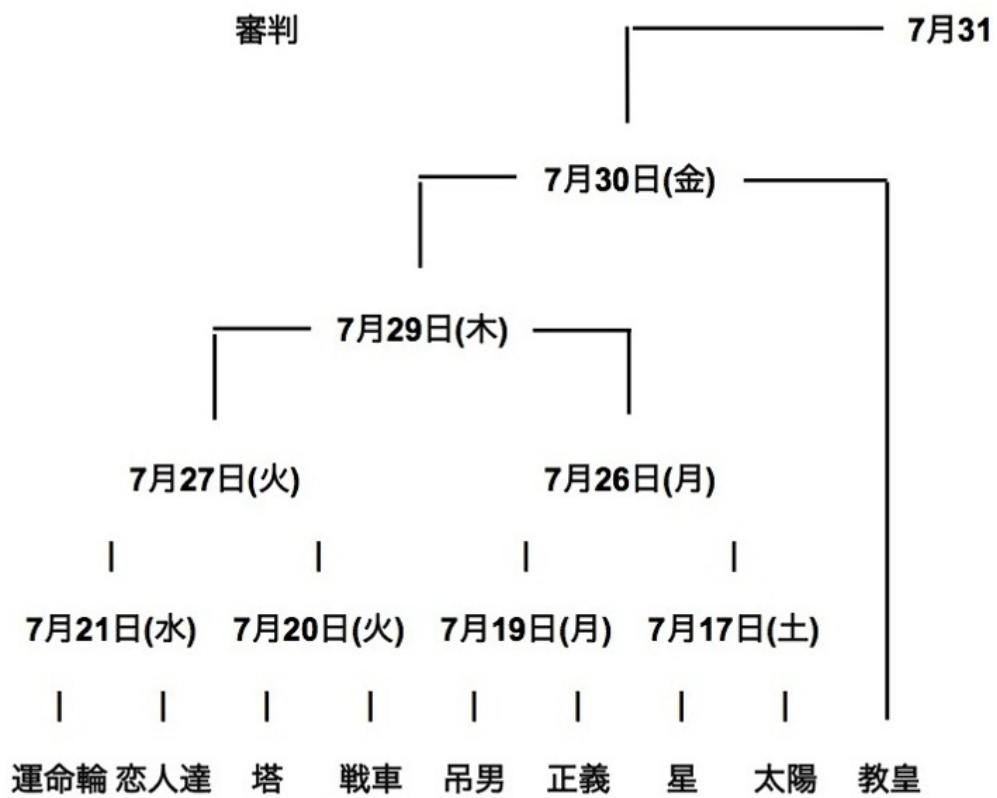 審判 7月31
7月30日(金)
7月29日(木)
7月27日(火) 7月26日(月)
7月21日(水) 7月20日(火) 7月19日(月) 7月17日(土)
運命輪 恋人達 塔 戦車 吊男 正義 星 太陽 教皇